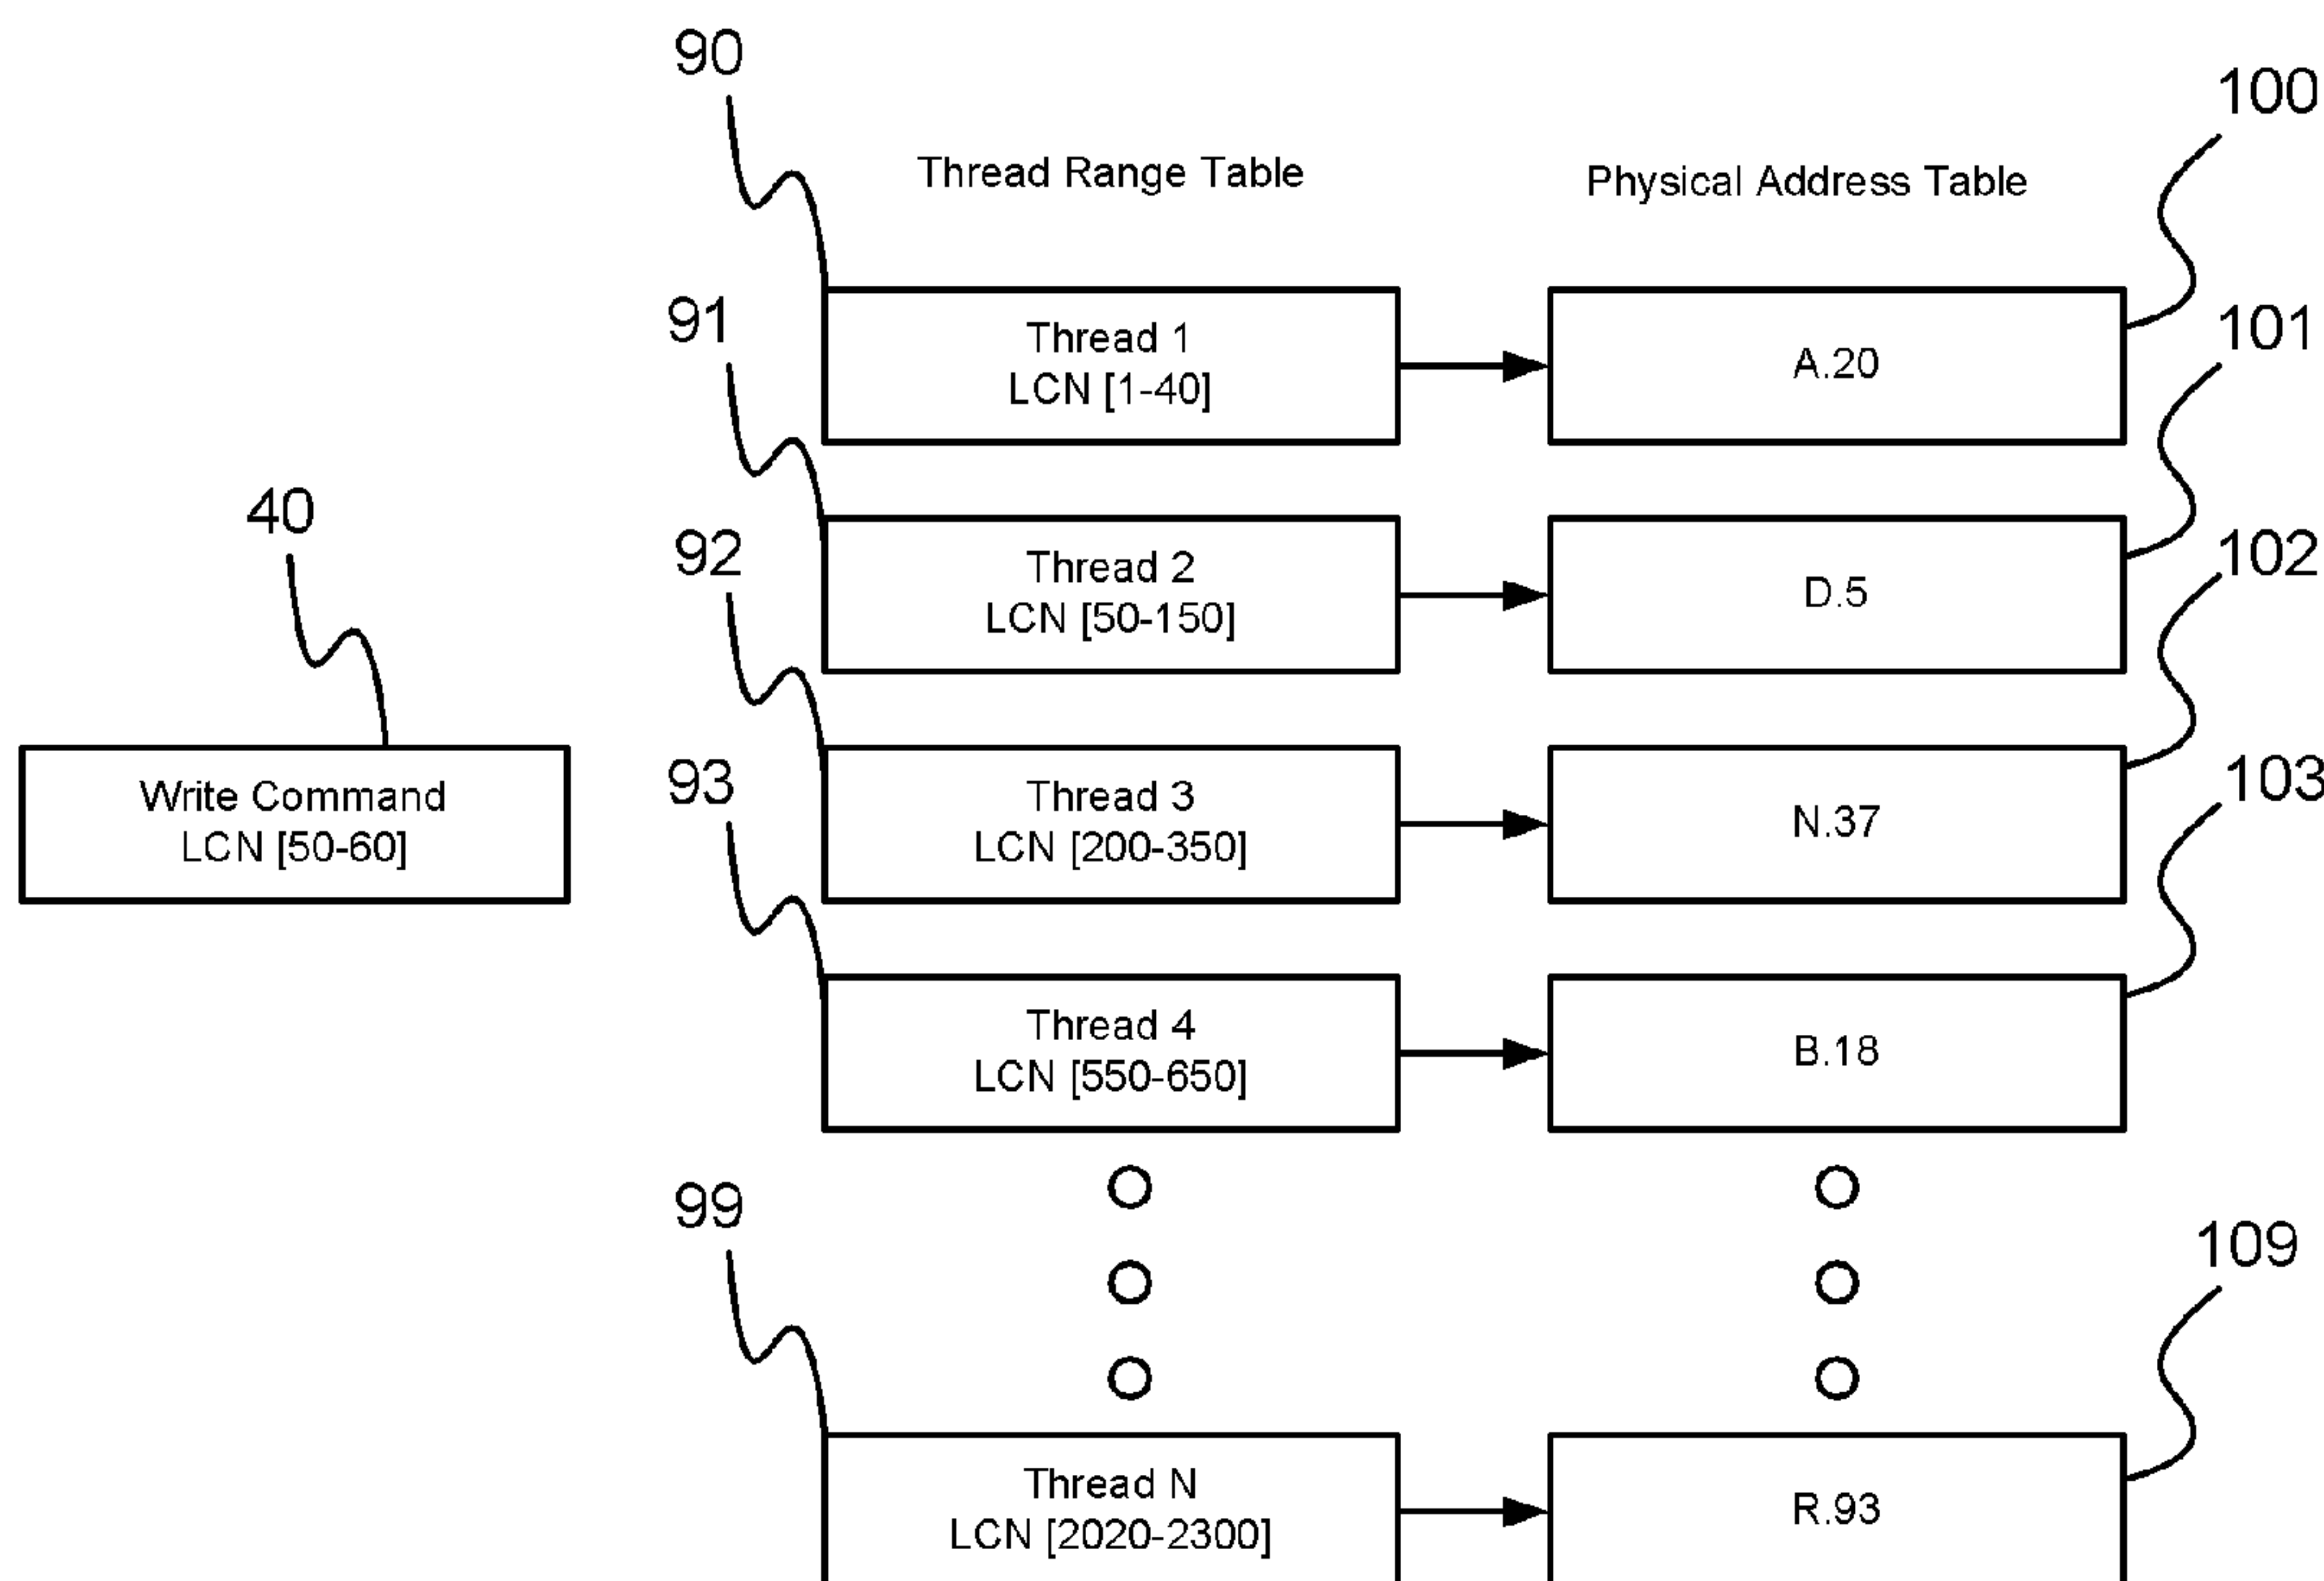 90
100
Thread Range Table
Physical Address Table
91
101
Thread 1
LCN [1-40]
A.20
40
92
102
Thread 2
LCN [50-150]
D.5
93
103
Write Command
LCN [50-60]
Thread 3
LCN [200-350]
N.37
Thread 4
LCN [550-650]
B.18
99
109
Thread N
LCN [2020-2300]
R.93